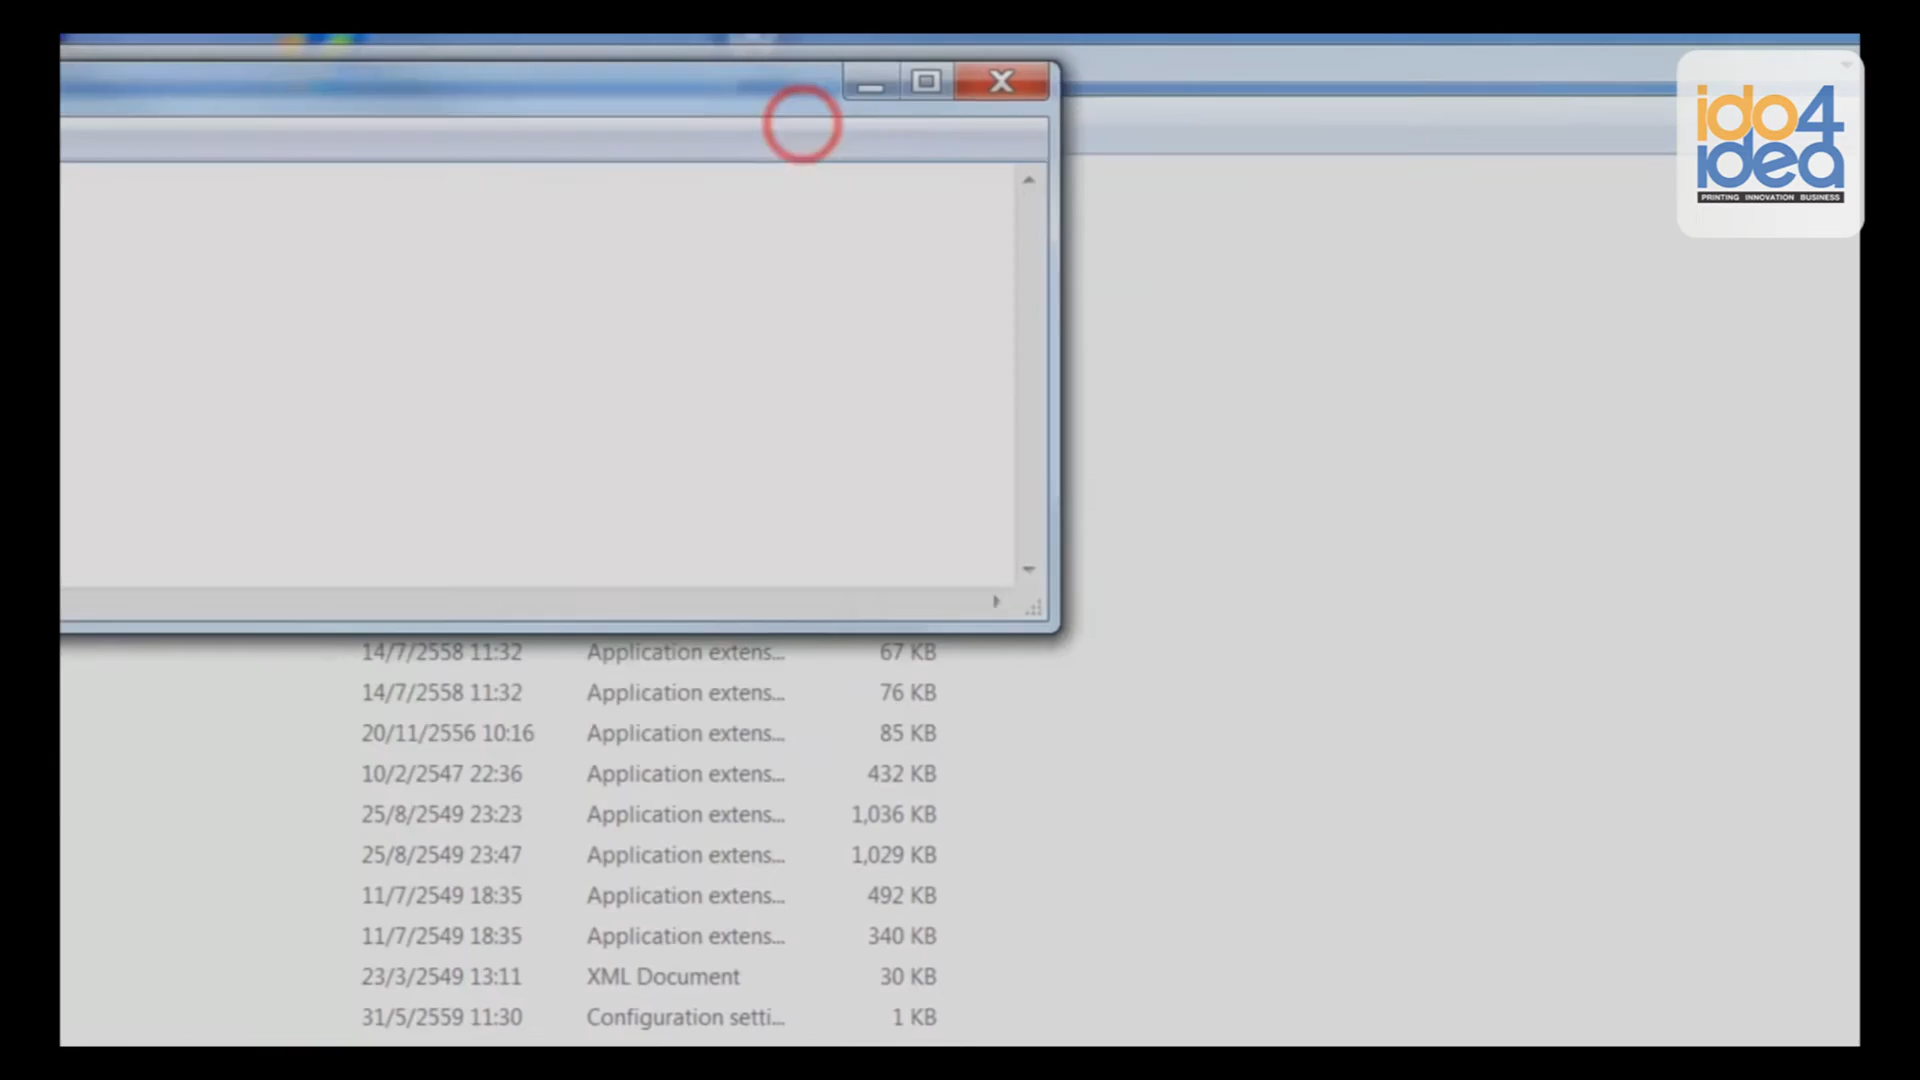 ido4
idea
PRINTING INNOVATION BUSINESS
14/7/2558 11:32 Application extens... 67 KB
14/7/2558 11:32 Application extens... 76 KB
20/11/2556 10:16 Application extens... 85 KB
10/2/2547 22:36 Application extens... 432 KB
25/8/2549 23:23 Application extens... 1,036 KB
25/8/2549 23:47 Application extens... 1,029 KB
11/7/2549 18:35 Application extens... 492 KB
11/7/2549 18:35 Application extens... 340 KB
23/3/2549 13:11 XML Document 30 KB
31/5/2559 11:30 Configuration setti... 1 KB